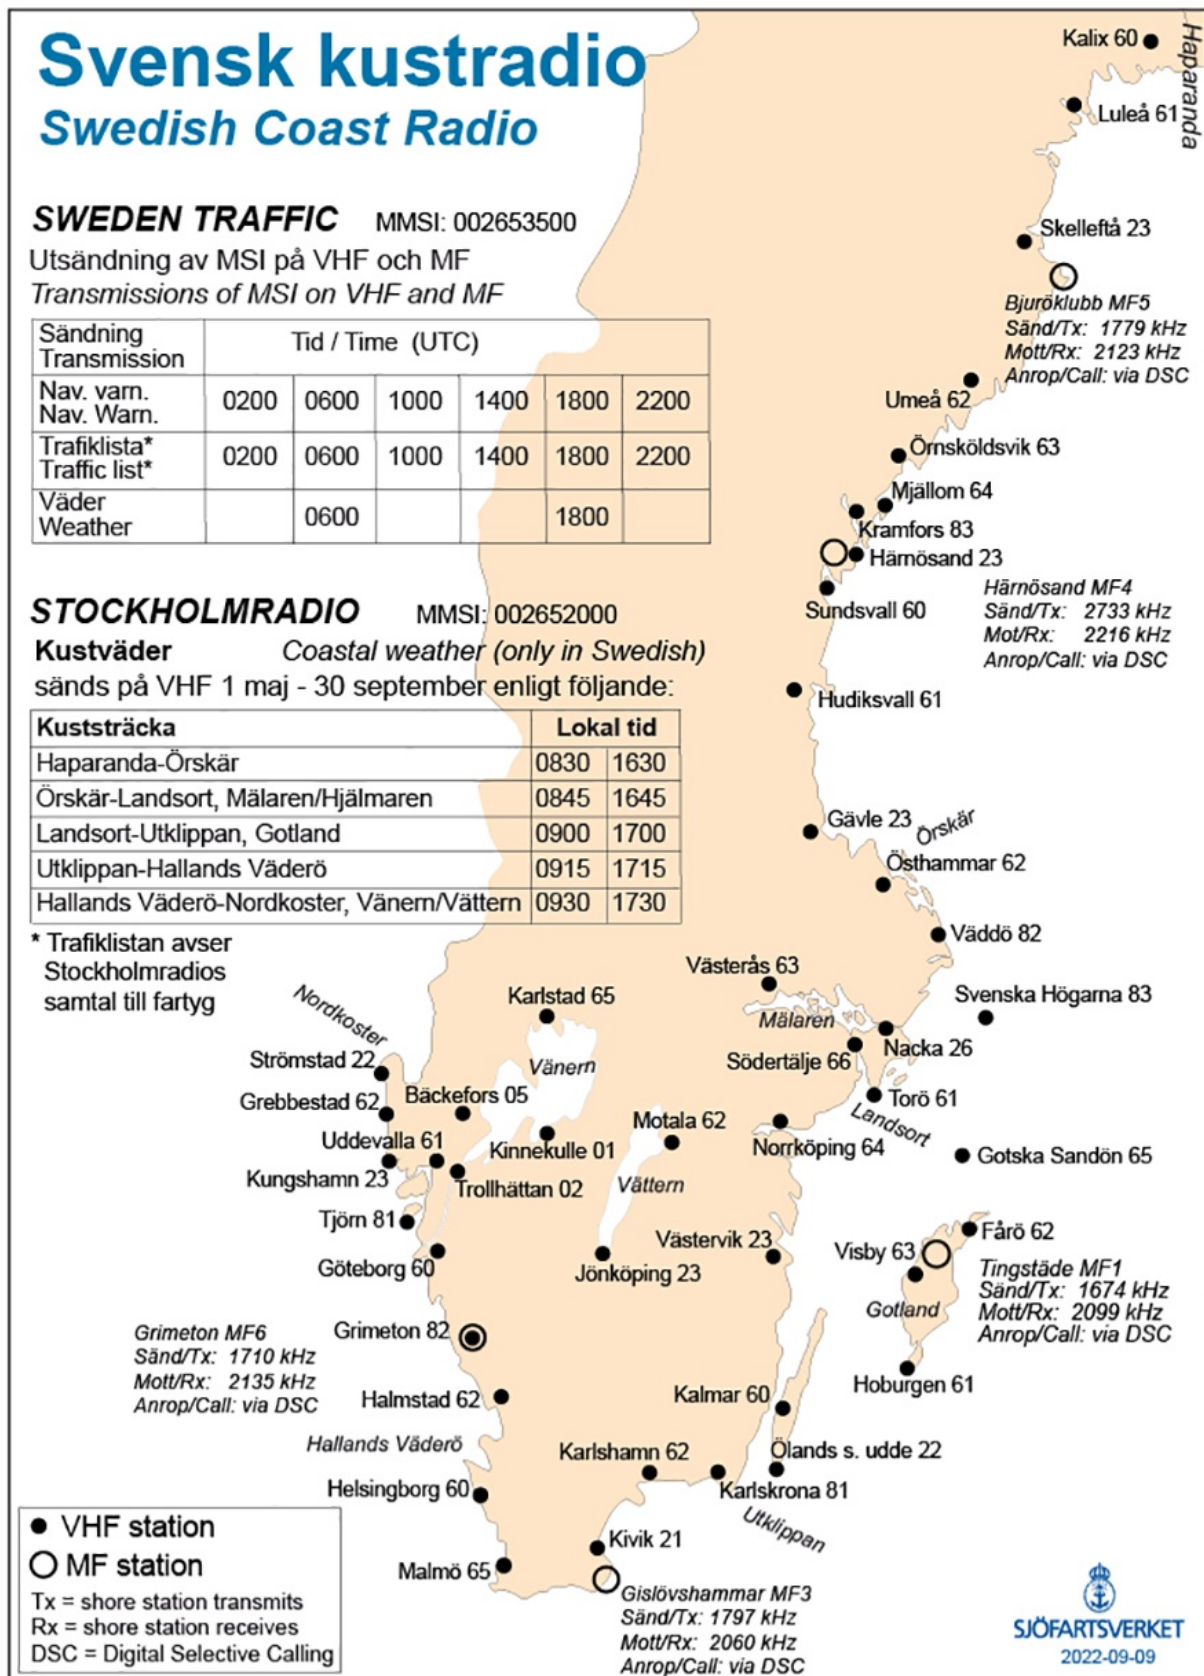 Svensk kustradio
Swedish Coast Radio
SWEDEN TRAFFIC MMSI: 002653500
Utsändning av MSI på VHF och MF
Transmissions of MSI on VHF and MF
Sändning Transmission Tid / Time (UTC)
Nav. varn. Nav. Warn. 0200 0600 1000 1400 1800 2200
Trafiklista* Traffic list* 0200 0600 1000 1400 1800 2200
Väder Weather 0600 1800
STOCKHOLMRADIO MMSI: 002652000
Kustväder Coastal weather (only in Swedish)
sänds på VHF 1 maj - 30 september enligt följande:
Kuststräcka Lokal tid
Haparanda-Örskär 0830 1630
Örskär-Landsort, Mälaren/Hjälmaren 0845 1645
Landsort-Utklippan, Gotland 0900 1700
Utklippan-Hallands Väderö 0915 1715
Hallands Väderö-Nordkoster, Vänern/Vättern 0930 1730
* Trafiklistan avser
Stockholmradios
samtal till fartyg
Kalix 60
Haparanda
Luleå 61
Skelleftå 23
Bjuröklubb MF5
Sänd/Tx: 1779 kHz
Mott/Rx: 2123 kHz
Anrop/Call: via DSC
Umeå 62
Örnsköldsvik 63
Mjällom 64
Kramfors 83
Härnösand 23
Sundsvall 60
Härnösand MF4
Sänd/Tx: 2733 kHz
Mot/Rx: 2216 kHz
Anrop/Call: via DSC
Hudiksvall 61
Gävle 23
Örskär
Östhammar 62
Väddö 82
Västerås 63
Svenska Högarna 83
Mälaren
Nacka 26
Södertälje 66
Torö 61
Landsort
Nordkoster
Karlstad 65
Vänern
Strömstad 22
Bäckefors 05
Grebbestad 62
Motala 62
Norrköping 64
Gotska Sandön 65
Uddevalla 61
Kinnekulle 01
Kungshamn 23
Trollhättan 02
Vättern
Tjörn 81
Göteborg 60
Jönköping 23
Västervik 23
Visby 63
Fårö 62
Tingstäde MF1
Sänd/Tx: 1674 kHz
Mott/Rx: 2099 kHz
Anrop/Call: via DSC
Gotland
Hoburgen 61
Grimeton 82
Grimeton MF6
Sänd/Tx: 1710 kHz
Mott/Rx: 2135 kHz
Anrop/Call: via DSC
Halmstad 62
Kalmar 60
Hallands Väderö
Karlshamn 62
Ölands s. udde 22
Helsingborg 60
Karlskrona 81
Utklippan
Kivik 21
Malmö 65
Gislövshammar MF3
Sänd/Tx: 1797 kHz
Mott/Rx: 2060 kHz
Anrop/Call: via DSC
VHF station
MF station
Tx = shore station transmits
Rx = shore station receives
DSC = Digital Selective Calling
SJÖFARTSVERKET
2022-09-09